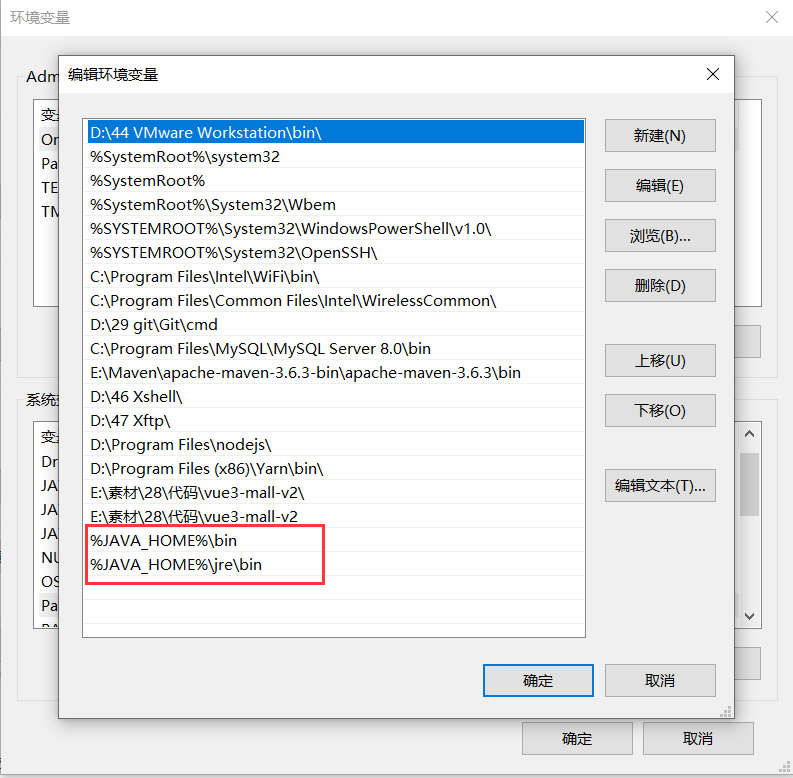 环境变量
编辑环境变量
Adm
变
On
Pa
TE
TM
D:\44 VMware Workstation\bin\
%SystemRoot%\system32
%SystemRoot%
%SystemRoot%\System32\Wbem
%SYSTEMROOT%\System32\WindowsPowerShell\v1.0\
%SYSTEMROOT%\System32\OpenSSH\
C:\Program Files\Intel\WiFi\bin\
C:\Program Files\Common Files\Intel\WirelessCommon\
D:\29 git\Git\cmd
C:\Program Files\MySQL\MySQL Server 8.0\bin
E:\Maven\apache-maven-3.6.3-bin\apache-maven-3.6.3\bin
D:\46 Xshell\
D:\47 Xftp\
D:\Program Files\nodejs\
D:\Program Files (x86)\Yarn\bin\
E:\素材\28\代码\vue3-mall-v2\
E:\素材\28\代码\vue3-mall-v2
%JAVA_HOME%\bin
%JAVA_HOME%\jre\bin
新建(N)
编辑(E)
浏览(B)...
删除(D)
上移(U)
下移(O)
编辑文本(T)...
系统
变
Dr
JA
JA
JA
NU
OS
Pa
确定
取消
确定
取消